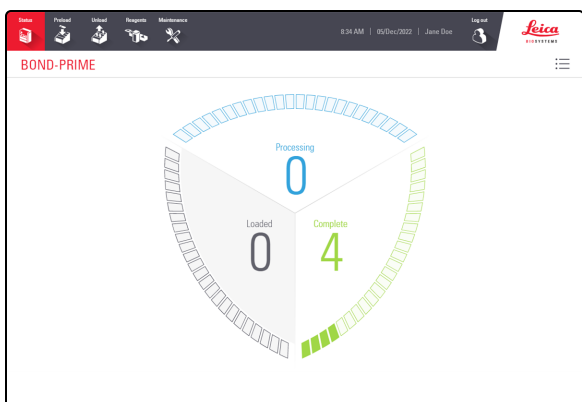 Status Preload Unload Reagents Maintenance
8:34 AM | 05/Dec/2022 | Jane Doe
Log out
Leica
BIOSYSTEMS
BOND-PRIME
Processing
0
Loaded
0
Complete
4